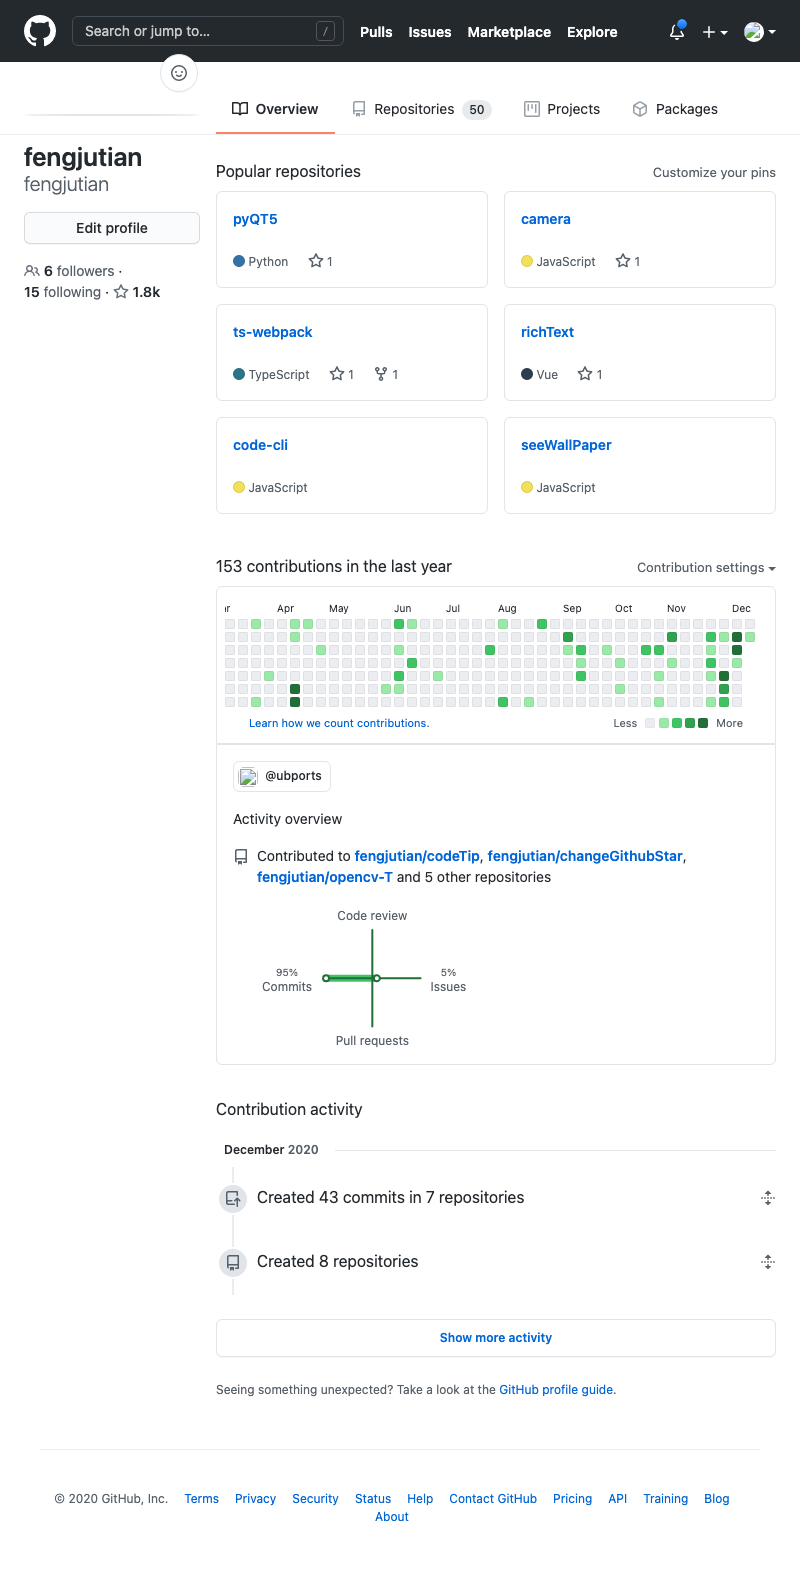 Search or jump to... /
Pulls Issues Marketplace Explore
Overview Repositories 50 Projects Packages
fengjutian
fengjutian
Edit profile
6 followers ·
15 following · 1.8k
Popular repositories Customize your pins
pyQT5
Python 1
camera
JavaScript 1
ts-webpack
TypeScript 1 1
richText
Vue 1
code-cli
JavaScript
seeWallPaper
JavaScript
153 contributions in the last year Contribution settings
Apr May Jun Jul Aug Sep Oct Nov Dec
Learn how we count contributions. Less More
@ubports
Activity overview
Contributed to fengjutian/codeTip, fengjutian/changeGithubStar,
fengjutian/opencv-T and 5 other repositories
Code review
95% 5%
Commits Issues
Pull requests
Contribution activity
December 2020
Created 43 commits in 7 repositories
Created 8 repositories
Show more activity
Seeing something unexpected? Take a look at the GitHub profile guide.
© 2020 GitHub, Inc. Terms Privacy Security Status Help Contact GitHub Pricing API Training Blog
About